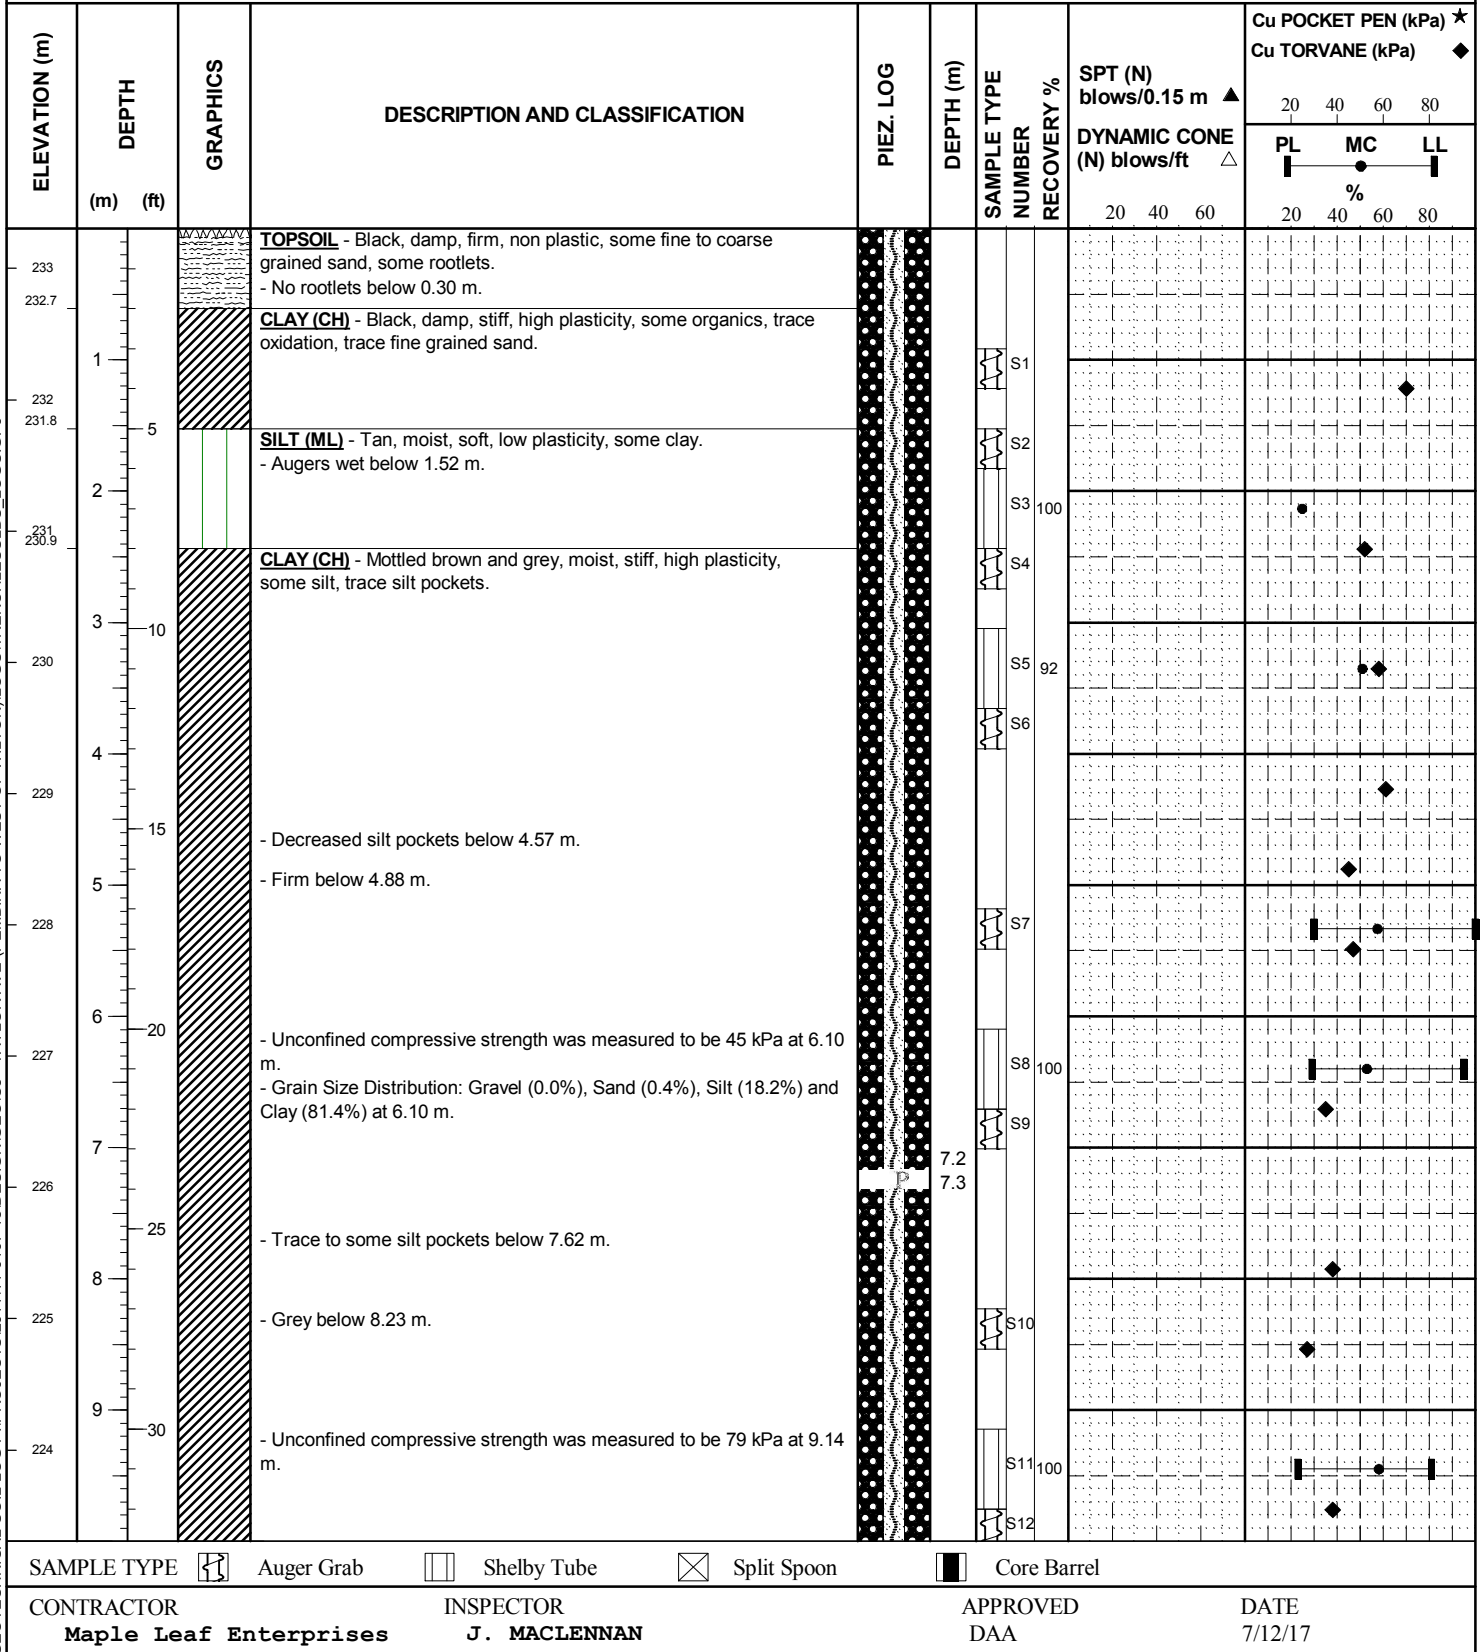 ELEVATION (m)
DEPTH
(m) (ft)
GRAPHICS
DESCRIPTION AND CLASSIFICATION
PIEZ. LOG
DEPTH (m)
SAMPLE TYPE
NUMBER
RECOVERY %
SPT (N)
blows/0.15 m ▲
DYNAMIC CONE
(N) blows/ft △
20 40 60
Cu POCKET PEN (kPa) ★
Cu TORVANE (kPa) ◆
20 40 60 80
PL MC LL
%
20 40 60 80
TOPSOIL - Black, damp, firm, non plastic, some fine to coarse
grained sand, some rootlets.
233
- No rootlets below 0.30 m.
232.7
CLAY (CH) - Black, damp, stiff, high plasticity, some organics, trace
oxidation, trace fine grained sand.
1
S1
232
231.8
5
SILT (ML) - Tan, moist, soft, low plasticity, some clay.
S2
- Augers wet below 1.52 m.
2
S3 100
231
230.9
CLAY (CH) - Mottled brown and grey, moist, stiff, high plasticity,
some silt, trace silt pockets.
S4
3
10
230
S5 92
S6
4
229
15
- Decreased silt pockets below 4.57 m.
- Firm below 4.88 m.
5
228
S7
6
20
- Unconfined compressive strength was measured to be 45 kPa at 6.10
m.
227
S8 100
- Grain Size Distribution: Gravel (0.0%), Sand (0.4%), Silt (18.2%) and
Clay (81.4%) at 6.10 m.
S9
7
7.2
7.3
P
226
25
- Trace to some silt pockets below 7.62 m.
8
225
- Grey below 8.23 m.
S10
9
30
- Unconfined compressive strength was measured to be 79 kPa at 9.14
m.
224
S11 100
S12
SAMPLE TYPE Auger Grab Shelby Tube Split Spoon Core Barrel
CONTRACTOR INSPECTOR APPROVED DATE
Maple Leaf Enterprises J. MACLENNAN DAA 7/12/17